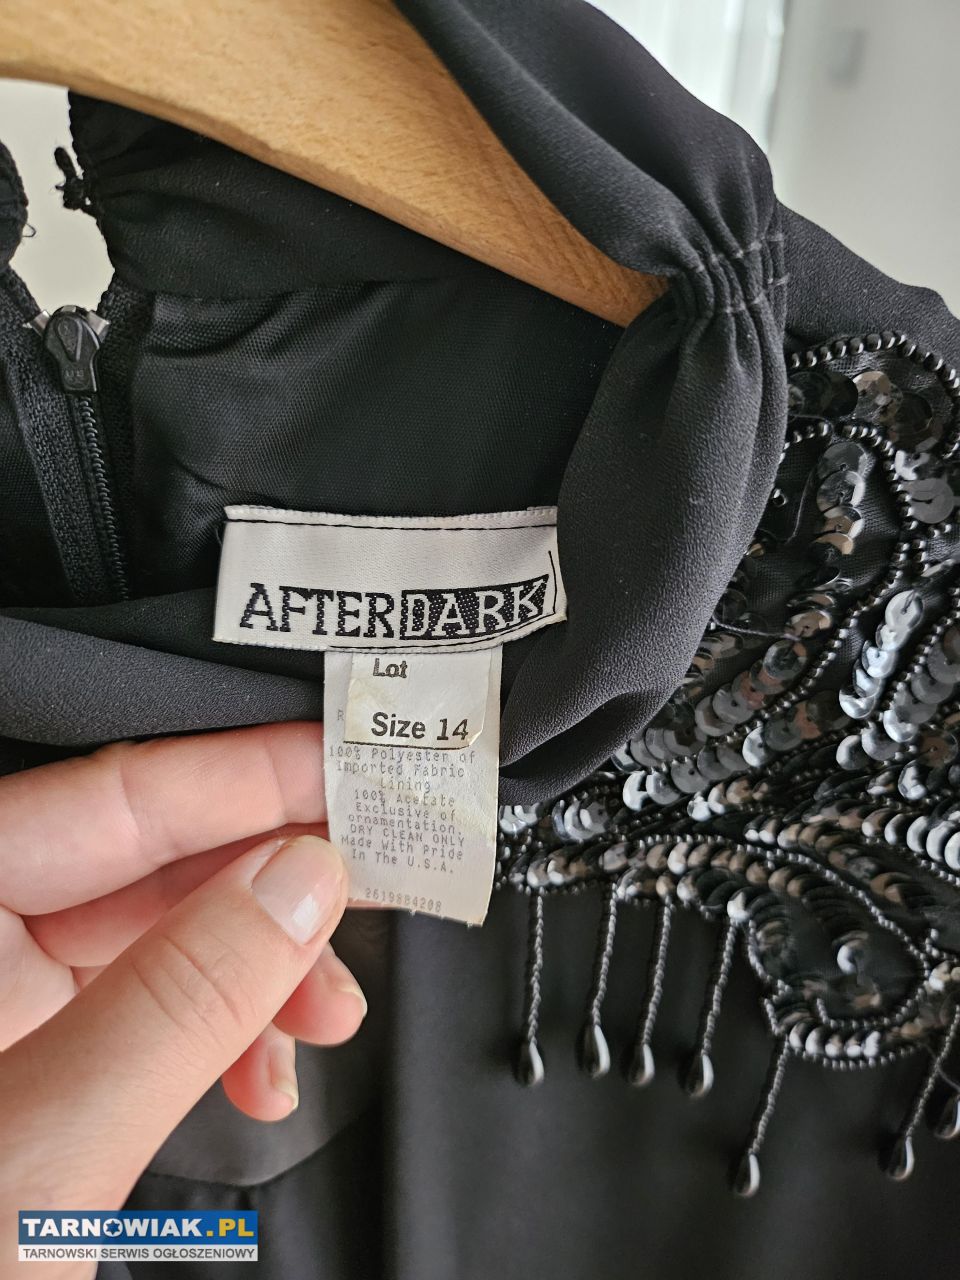 AFTERDARK
Lot
R
Size 14
100% Polyester of
Imported Fabric
Lining
100% Acetate
Exclusive of
ornamentation.
DRY CLEAN ONLY
Made With Pride
In The U.S.A.
2619884208
TARNOWIAK.PL
TARNOWSKI SERWIS OGŁOSZENIOWY